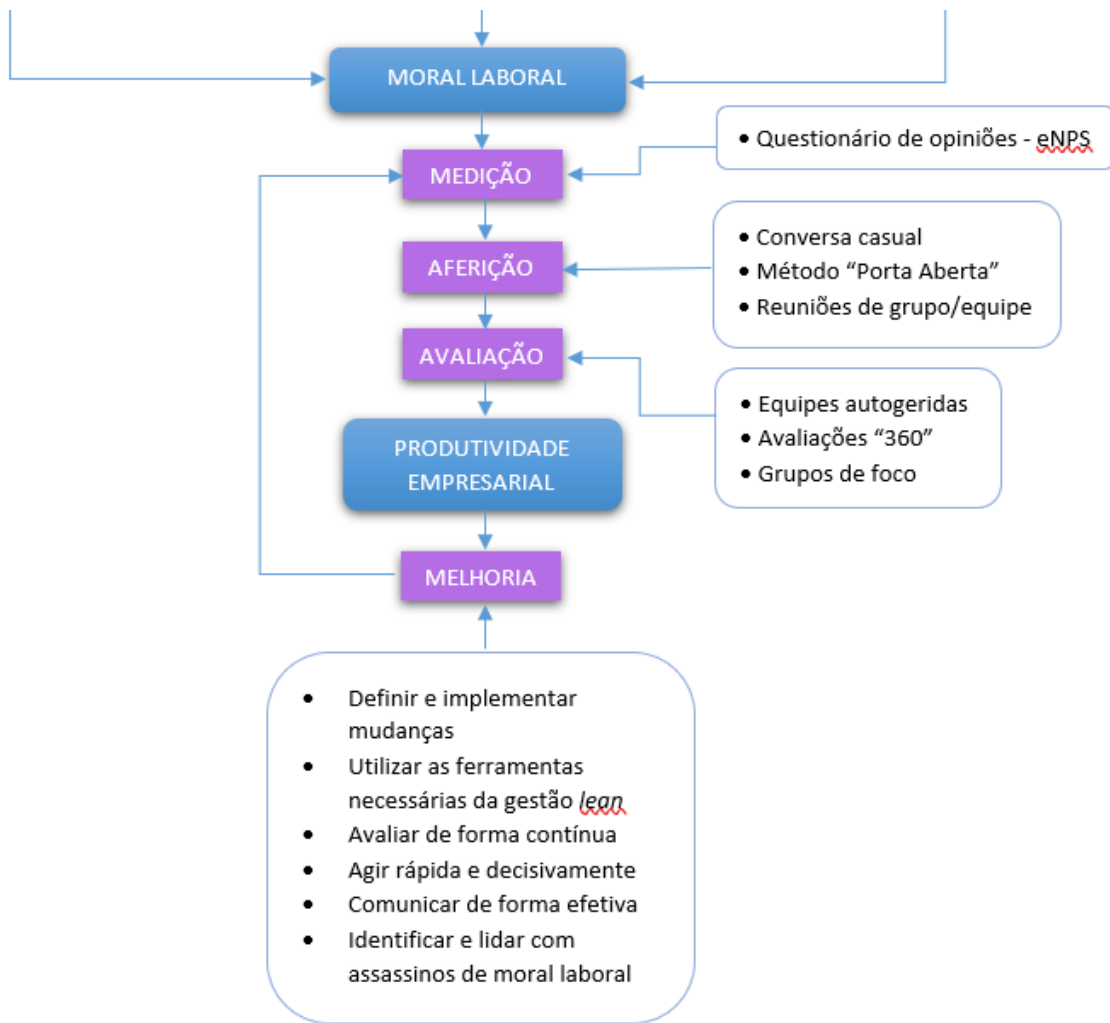 MORAL LABORAL
• Questionário de opiniões - eNPS
MEDIÇÃO
• Conversa casual
• Método “Porta Aberta”
• Reuniões de grupo/equipe
AFERIÇÃO
AVALIAÇÃO
• Equipes autogeridas
• Avaliações “360”
• Grupos de foco
PRODUTIVIDADE
EMPRESARIAL
MELHORIA
• Definir e implementar
mudanças
• Utilizar as ferramentas
necessárias da gestão lean
• Avaliar de forma contínua
• Agir rápida e decisivamente
• Comunicar de forma efetiva
• Identificar e lidar com
assassinos de moral laboral